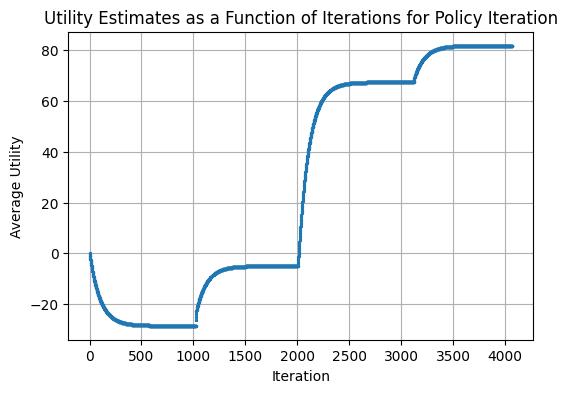 Utility Estimates as a Function of Iterations for Policy Iteration
80
60
40
20
0
−20
Average Utility
0 500 1000 1500 2000 2500 3000 3500 4000
Iteration